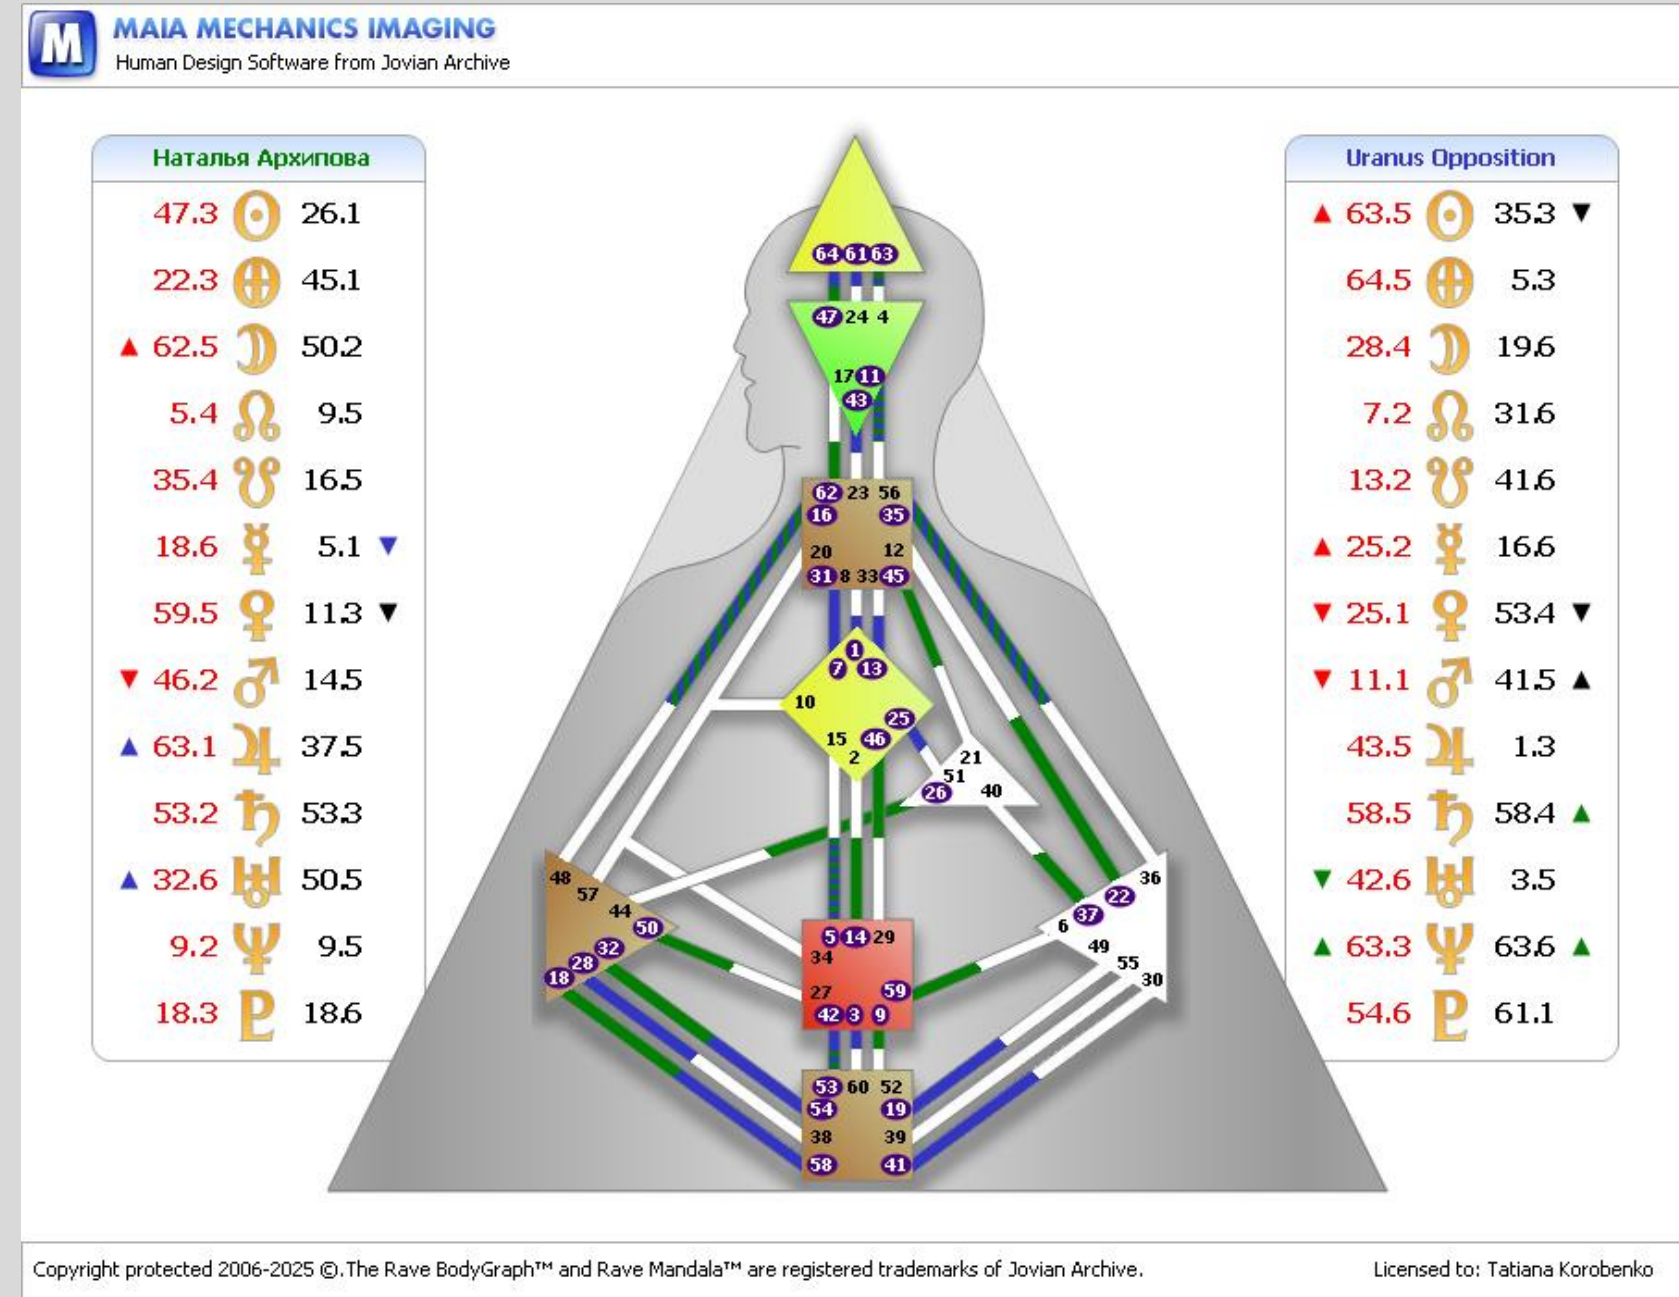 M MAIA MECHANICS IMAGING
Human Design Software from Jovian Archive
Наталья Архипова
47.3 26.1
22.3 45.1
▲ 62.5 50.2
5.4 9.5
35.4 16.5
18.6 5.1 ▼
59.5 11.3 ▼
▼ 46.2 14.5
▲ 63.1 37.5
53.2 53.3
▲ 32.6 50.5
9.2 9.5
18.3 18.6
64 61 63
47 24 4
17 11
43
62 23 56
16 35
20 12
31 8 33 45
1
7 13
10 25
15 46
2
21
51
26 40
48 36
57 22
44 37
50 6
32 49
28 55
18 30
5 14 29
34
27 59
42 3 9
53 60 52
54 19
38 39
58 41
Uranus Opposition
▲ 63.5 35.3 ▼
64.5 5.3
28.4 19.6
7.2 31.6
13.2 41.6
▲ 25.2 16.6
▼ 25.1 53.4 ▼
▼ 11.1 41.5 ▲
43.5 1.3
58.5 58.4 ▲
▼ 42.6 3.5
▲ 63.3 63.6 ▲
54.6 61.1
Copyright protected 2006-2025 ©.The Rave BodyGraph™ and Rave Mandala™ are registered trademarks of Jovian Archive.
Licensed to: Tatiana Korobenko